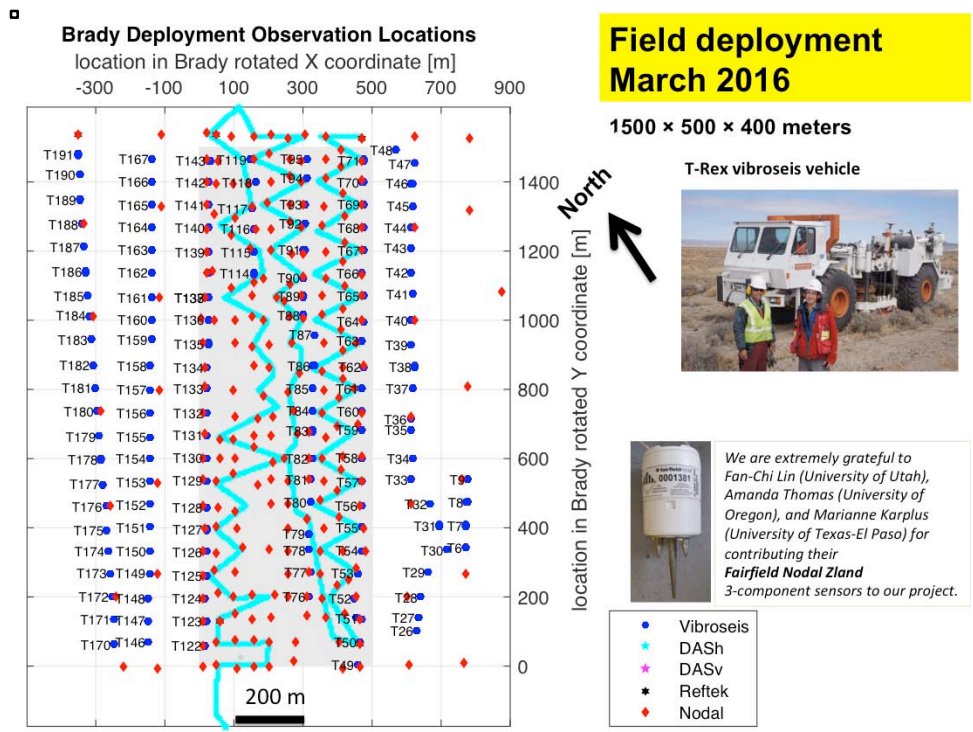 Brady Deployment Observation Locations
location in Brady rotated X coordinate [m]
-300 -100 100 300 500 700 900
Field deployment
March 2016
1500 × 500 × 400 meters
T-Rex vibroseis vehicle
North
location in Brady rotated Y coordinate [m]
1400
1200
1000
800
600
400
200
0
T191
T190
T189
T188
T187
T186
T185
T184
T183
T182
T181
T180
T179
T178
T177
T176
T175
T174
T173
T172
T171
T170
T167
T166
T165
T164
T163
T162
T161
T160
T159
T158
T157
T156
T155
T154
T153
T152
T151
T150
T149
T148
T147
T146
T143
T142
T141
T140
T139
T136
T135
T134
T133
T132
T131
T130
T129
T128
T127
T126
T125
T124
T123
T122
T119
T118
T117
T116
T115
T114
T95
T94
T93
T92
T91
T90
T89
T88
T87
T86
T85
T84
T83
T82
T81
T80
T79
T78
T77
T76
T71
T70
T69
T68
T67
T66
T65
T64
T63
T62
T61
T60
T59
T58
T57
T56
T55
T54
T53
T52
T51
T50
T49
T48
T47
T46
T45
T44
T43
T42
T41
T40
T39
T38
T37
T36
T35
T34
T33
T32
T31
T30
T29
T27
T26
T9
T8
T7
T6
200 m
0001381
We are extremely grateful to
Fan-Chi Lin (University of Utah),
Amanda Thomas (University of
Oregon), and Marianne Karplus
(University of Texas-El Paso) for
contributing their
Fairfield Nodal Zland
3-component sensors to our project.
Vibroseis
DASh
DASv
Reftek
Nodal